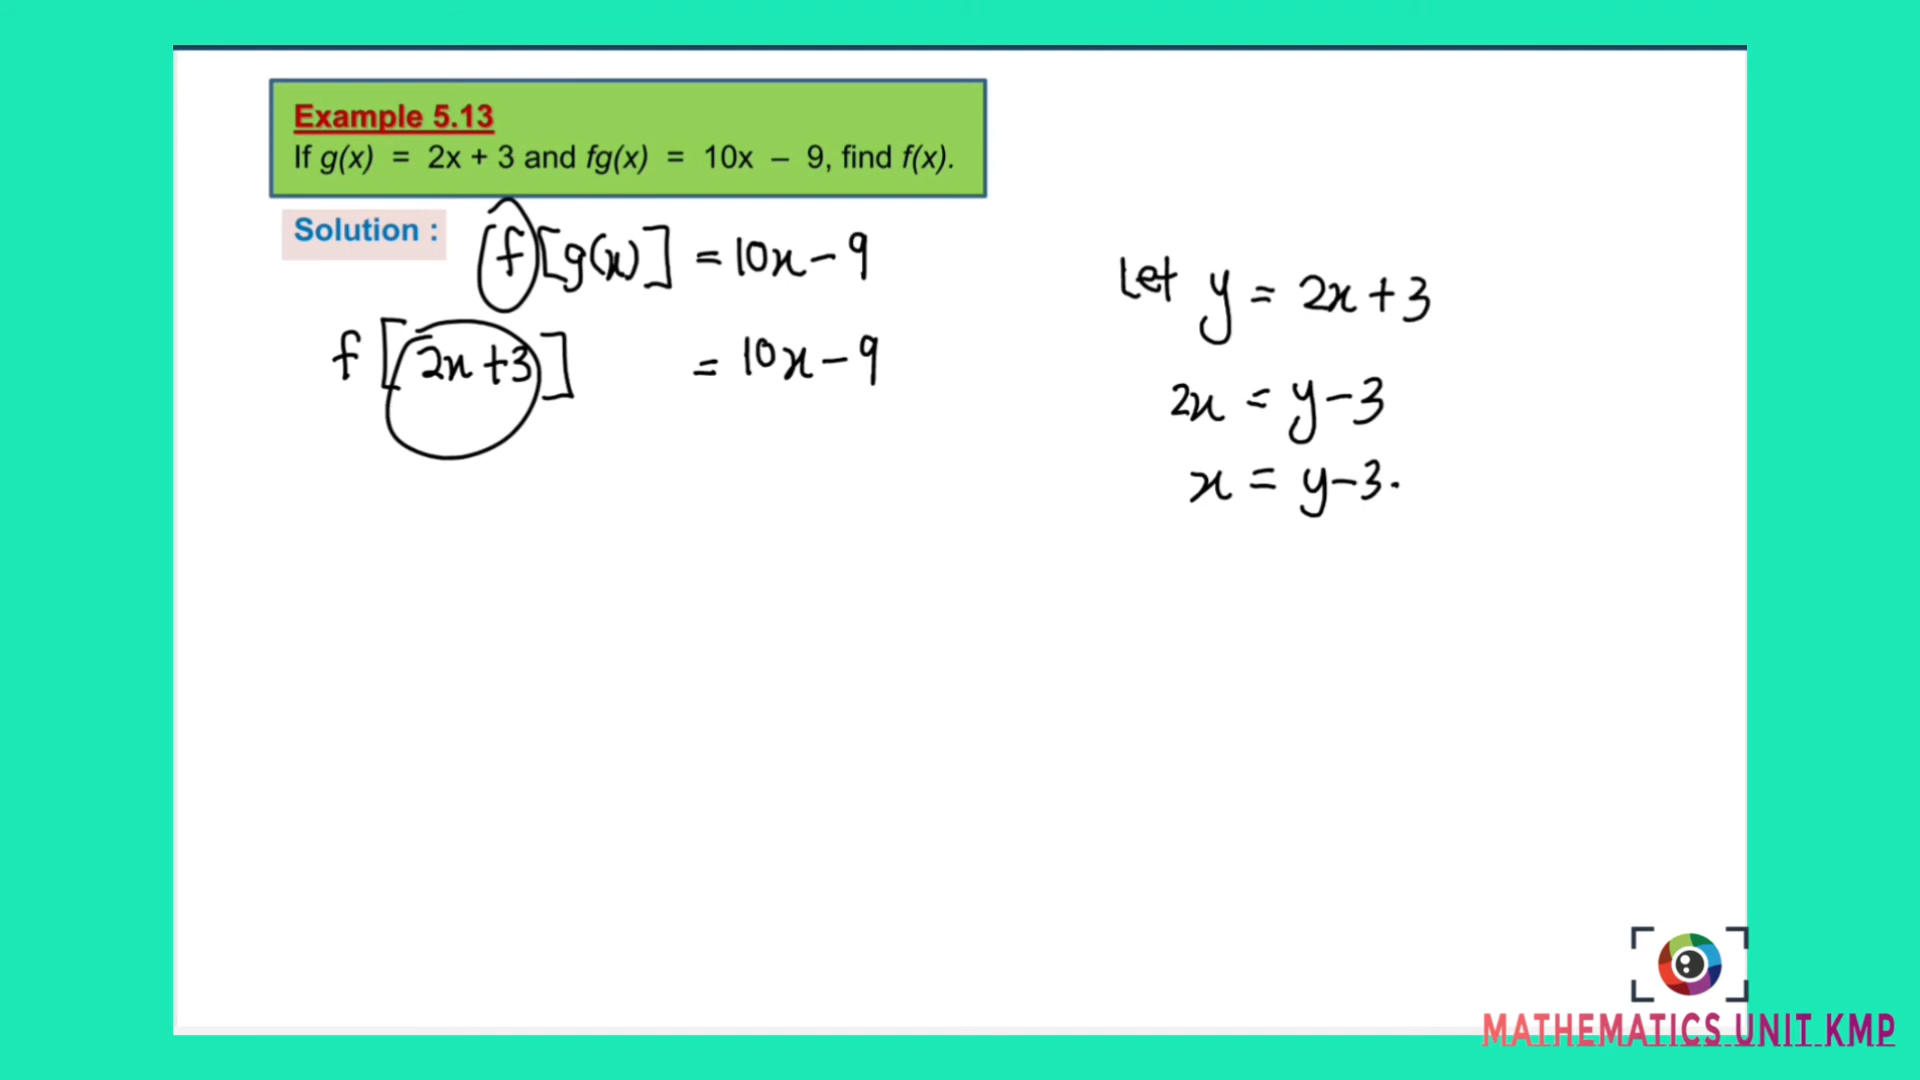 Example 5.13
If g(x) = 2x + 3 and fg(x) = 10x – 9, find f(x).
Solution :
f[g(x)] = 10x - 9
f[2x+3] = 10x - 9
Let y = 2x+3
2x = y-3
x = y-3.
MATHEMATICS UNIT KMP